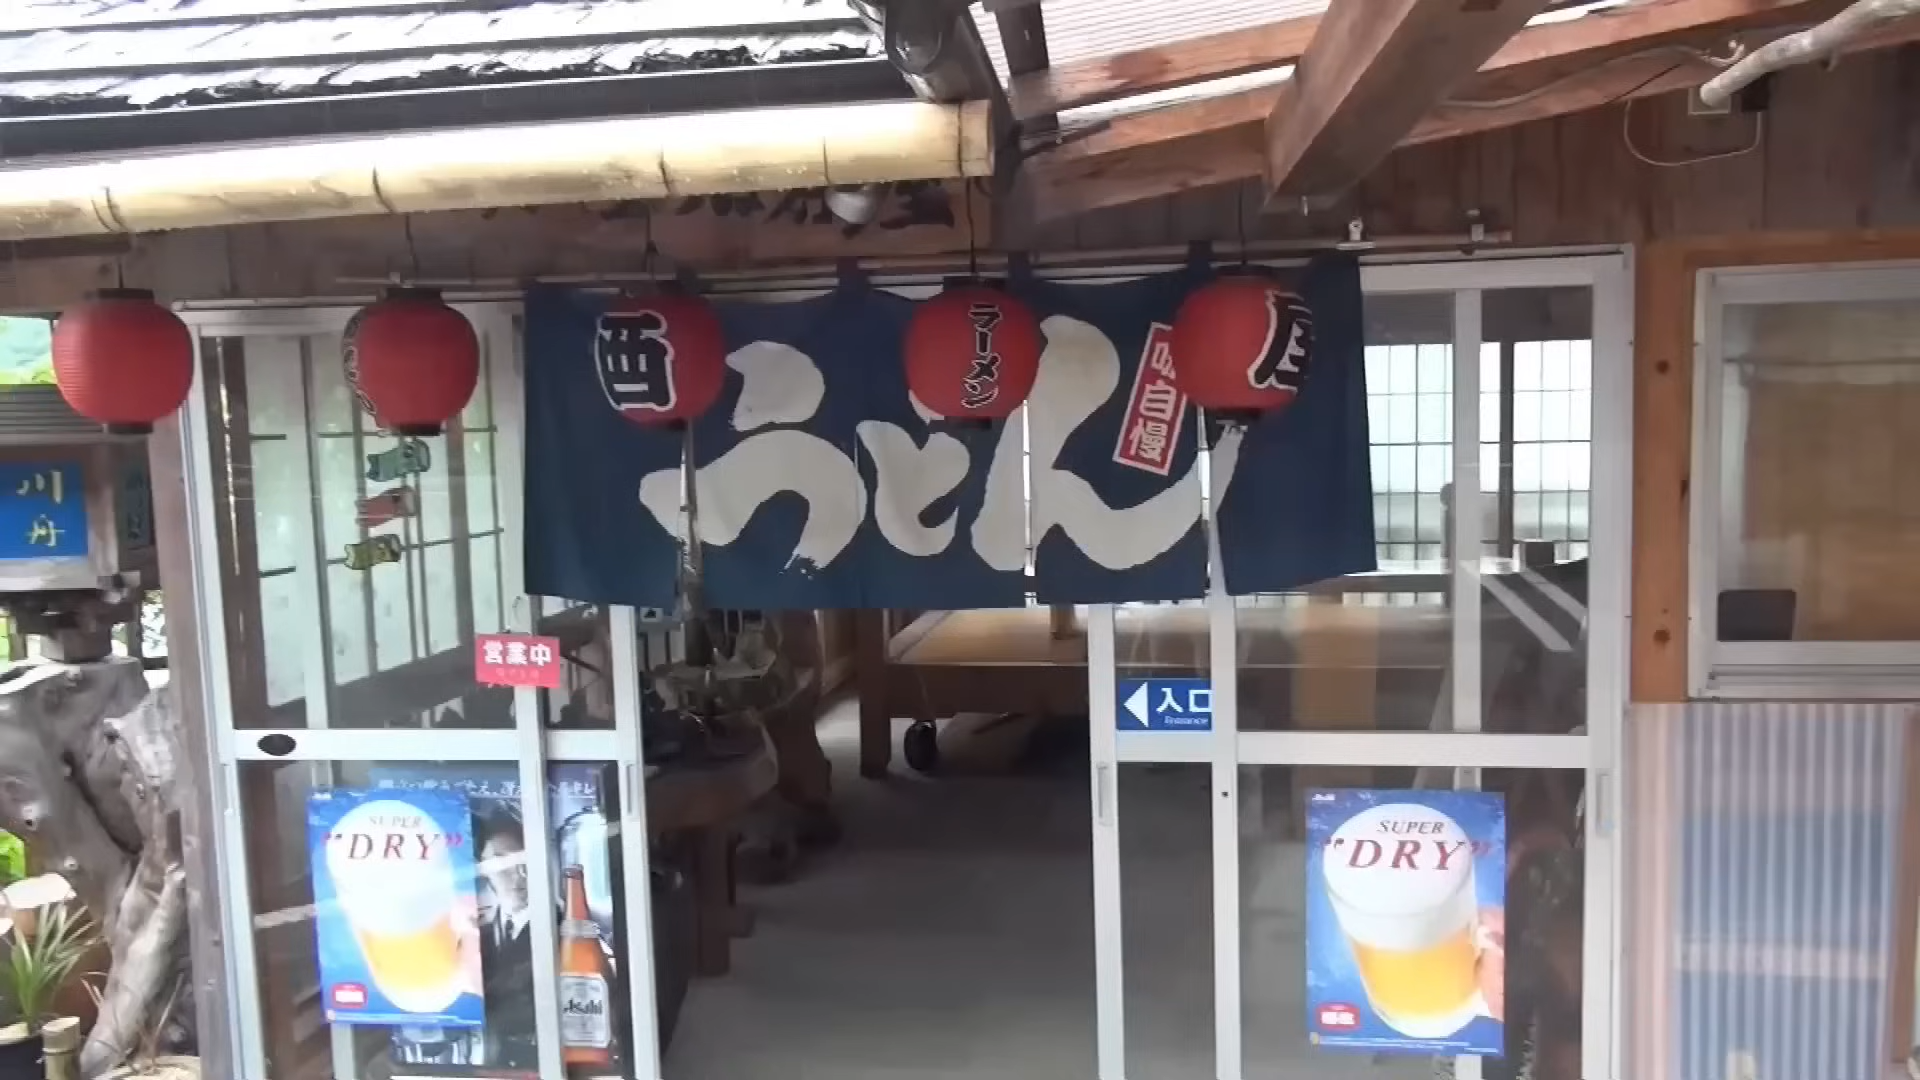 酒
ラーメン
うどん
味自慢
居
川
舟
営業中
入口
Entrance
SUPER
"DRY"
Asahi
SUPER
"DRY"